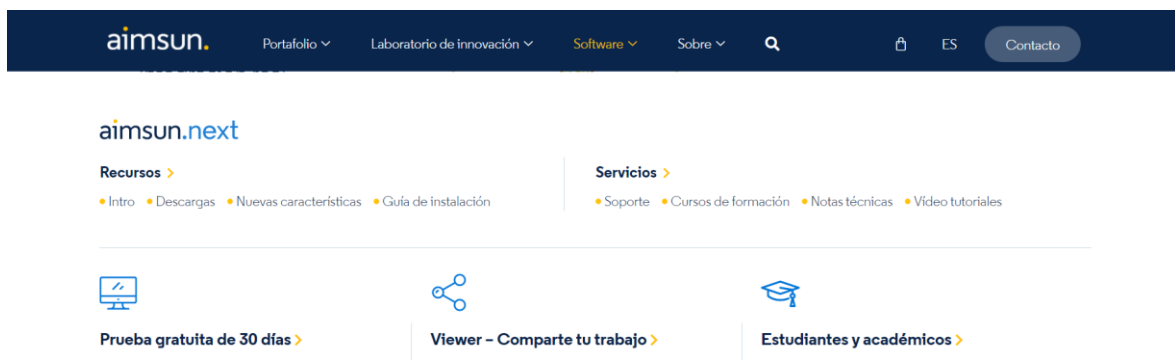 aimsun. Portafolio Laboratorio de innovación Software Sobre ES Contacto
aimsun.next
Recursos > Servicios >
• Intro • Descargas • Nuevas características • Guía de instalación • Soporte • Cursos de formación • Notas técnicas • Vídeo tutoriales
Prueba gratuita de 30 días > Viewer – Comparte tu trabajo > Estudiantes y académicos >